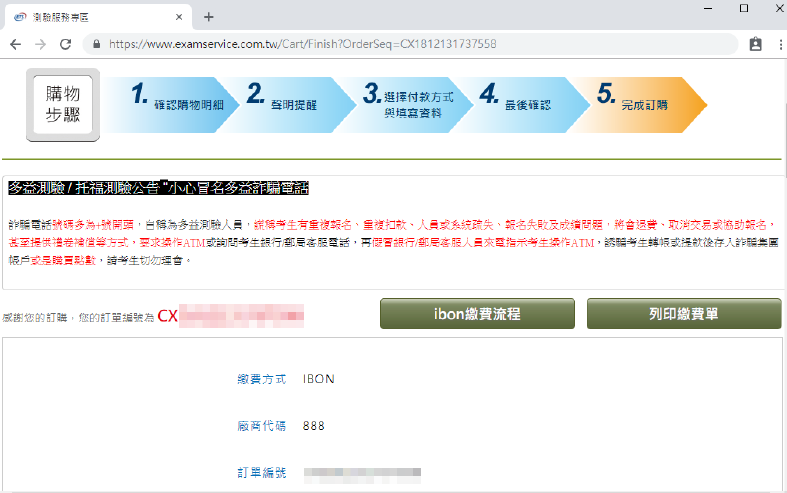 測驗服務專區
https://www.examservice.com.tw/Cart/Finish?OrderSeq=CX1812131737558
購物
步驟
1. 確認購物明細
2. 聲明提醒
3. 選擇付款方式
與填寫資料
4. 最後確認
5. 完成訂購
多益測驗 / 托福測驗公告 "小心冒名多益詐騙電話
詐騙電話號碼多為+號開頭，自稱為多益測驗人員，謊稱考生有重複報名、重複扣款、人員或系統疏失、報名失敗及成績問題，將會退費、取消交易或協助報名，
甚至提供禮卷補償等方式，要求操作ATM或詢問考生銀行/郵局客服電話，再假冒銀行/郵局客服人員來電指示考生操作ATM，誘騙考生轉帳或提款後存入詐騙集團
帳戶或是購買點數，請考生切勿理會。
感謝您的訂購，您的訂單編號為 CX
ibon繳費流程
列印繳費單
繳費方式 IBON
廠商代碼 888
訂單編號